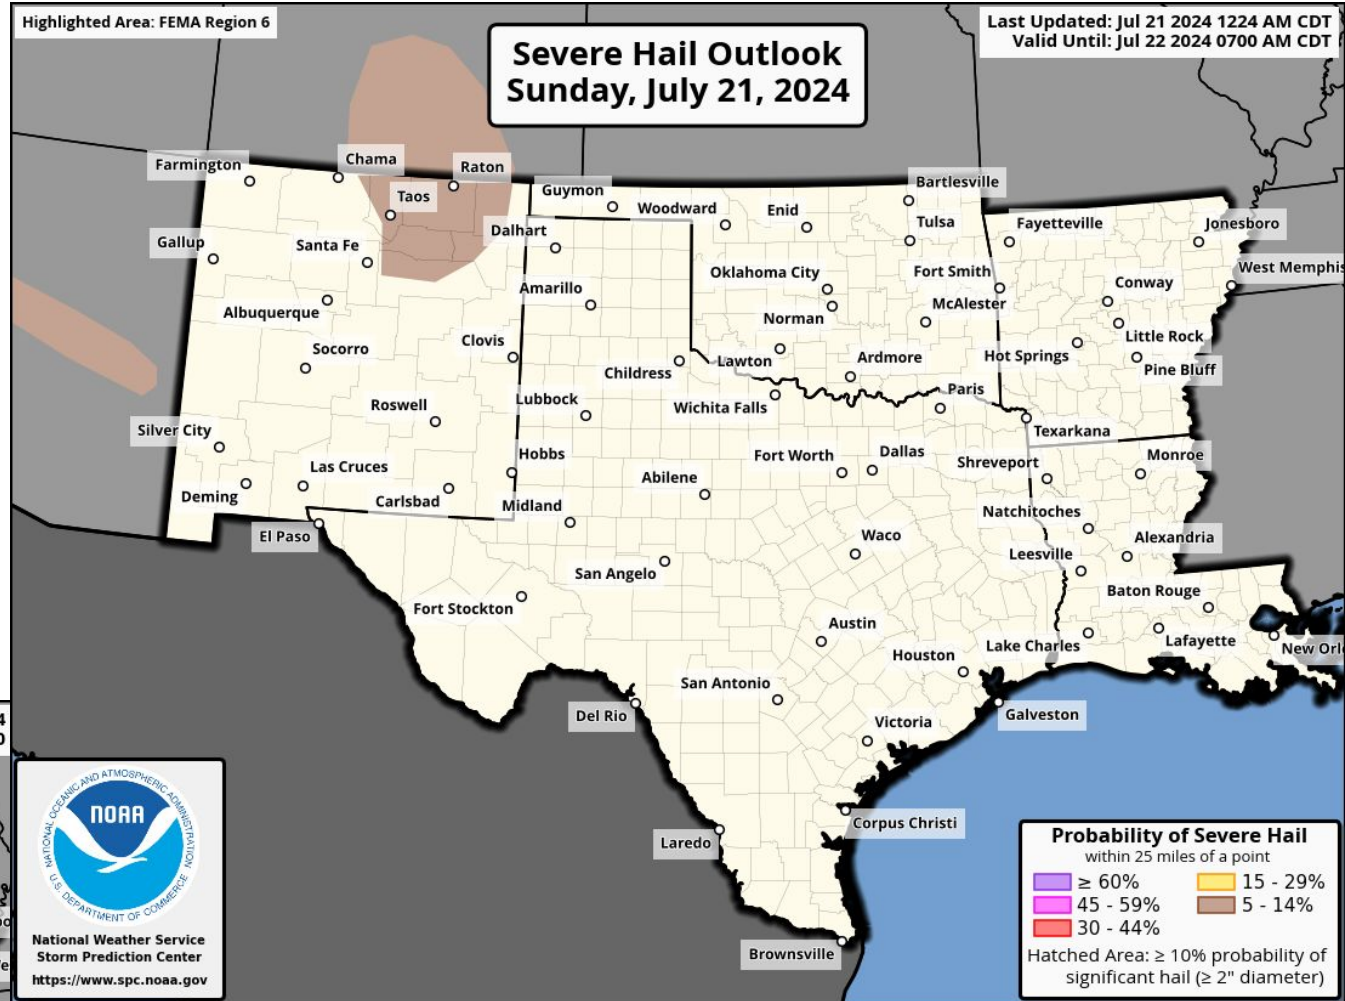 Highlighted Area: FEMA Region 6
Last Updated: Jul 21 2024 1224 AM CDT
Valid Until: Jul 22 2024 0700 AM CDT
Severe Hail Outlook
Sunday, July 21, 2024
Farmington
Chama
Raton
Taos
Guymon
Woodward
Enid
Bartlesville
Tulsa
Fayetteville
Jonesboro
Gallup
Santa Fe
Dalhart
Oklahoma City
Fort Smith
West Memphis
Amarillo
Conway
Albuquerque
Norman
McAlester
Little Rock
Socorro
Clovis
Childress
Lawton
Ardmore
Hot Springs
Pine Bluff
Roswell
Lubbock
Wichita Falls
Paris
Silver City
Texarkana
Las Cruces
Hobbs
Abilene
Fort Worth
Dallas
Shreveport
Monroe
Deming
Carlsbad
Midland
Natchitoches
El Paso
Waco
Alexandria
San Angelo
Leesville
Fort Stockton
Baton Rouge
Austin
Houston
Lake Charles
Lafayette
New Orl
San Antonio
Del Rio
Victoria
Galveston
Laredo
Corpus Christi
Brownsville
4
0
NATIONAL OCEANIC AND ATMOSPHERIC ADMINISTRATION
NOAA
U.S. DEPARTMENT OF COMMERCE
National Weather Service
Storm Prediction Center
https://www.spc.noaa.gov
Probability of Severe Hail
within 25 miles of a point
≥ 60%
15 - 29%
45 - 59%
5 - 14%
30 - 44%
Hatched Area: ≥ 10% probability of
significant hail (≥ 2" diameter)